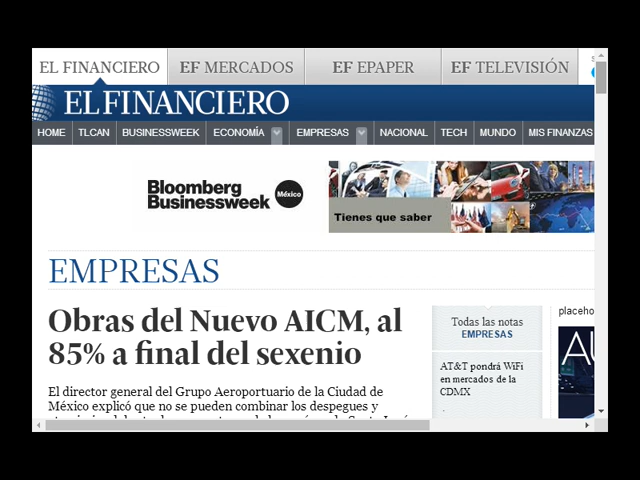 EL FINANCIERO
EF MERCADOS
EF EPAPER
EF TELEVISIÓN
EL FINANCIERO
HOME TLCAN BUSINESSWEEK ECONOMÍA EMPRESAS NACIONAL TECH MUNDO MIS FINANZAS
Bloomberg
Businessweek México
Tienes que saber
EMPRESAS
Obras del Nuevo AICM, al
85% a final del sexenio
El director general del Grupo Aeroportuario de la Ciudad de
México explicó que no se pueden combinar los despegues y
Todas las notas
EMPRESAS
AT&T pondrá WiFi
en mercados de la
CDMX
placeho